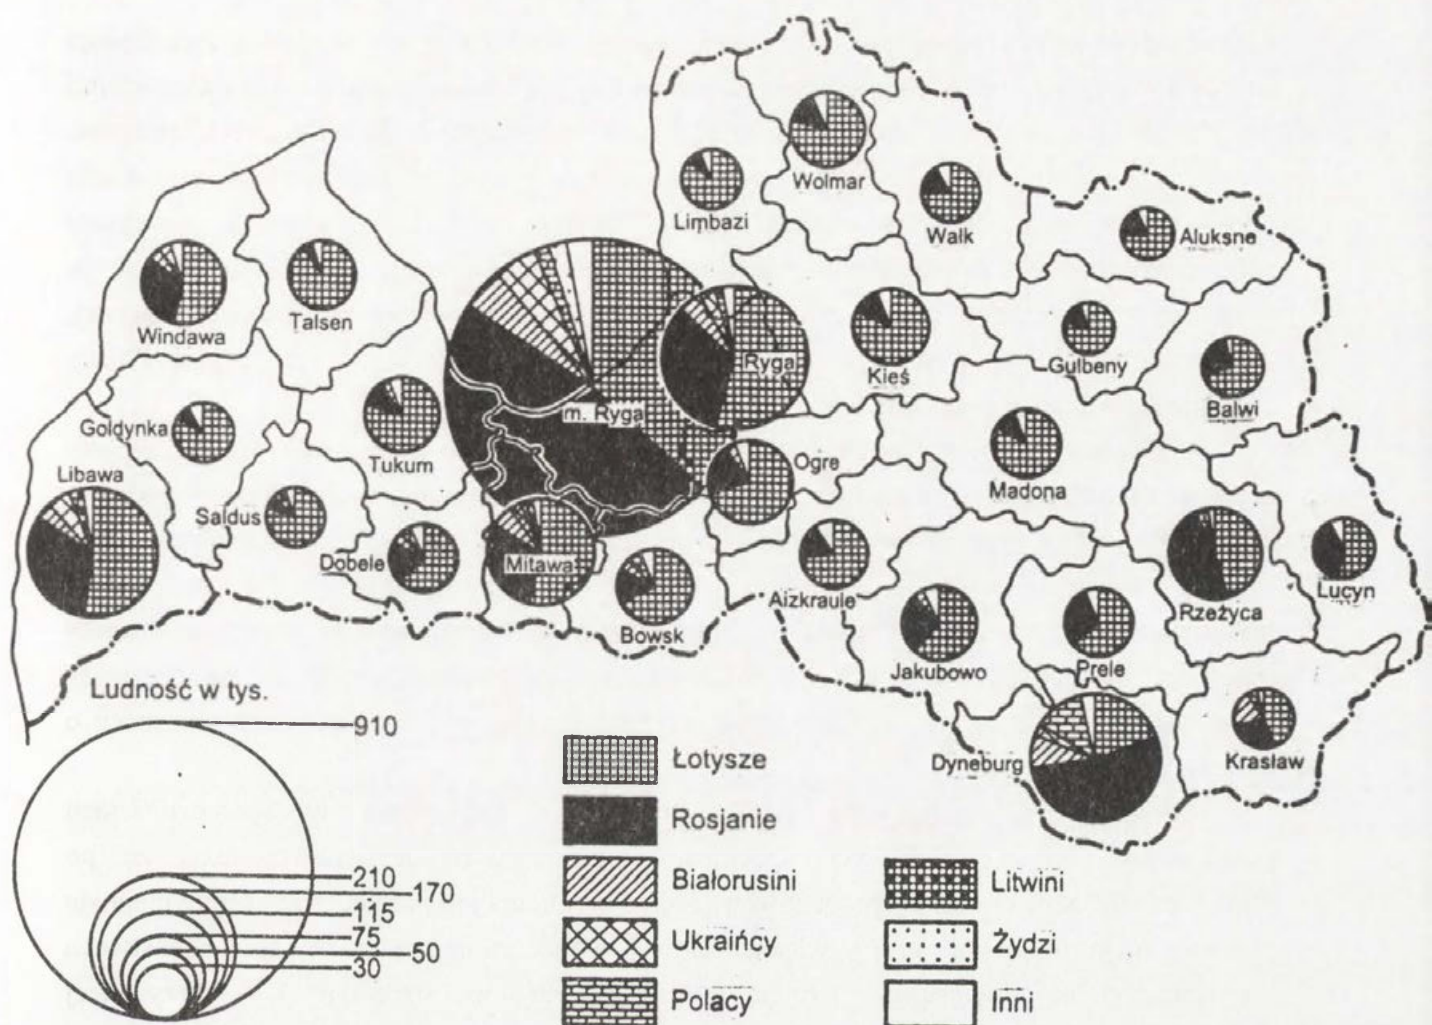 Wolmar
Limbazi
Wałk
Aluksne
Windawa
Talsen
Ryga
Kieś
Gulbeny
m. Ryga
Balwi
Goldynka
Tukum
Ogre
Madona
Libawa
Saldus
Dobele
Mitawa
Bowsk
Aizkraule
Jakubowo
Prele
Rzeżyca
Lucyn
Dyneburg
Krasław
Ludność w tys.
910
210
170
115
75
50
30
Łotysze
Rosjanie
Białorusini
Ukraińcy
Polacy
Litwini
Żydzi
Inni